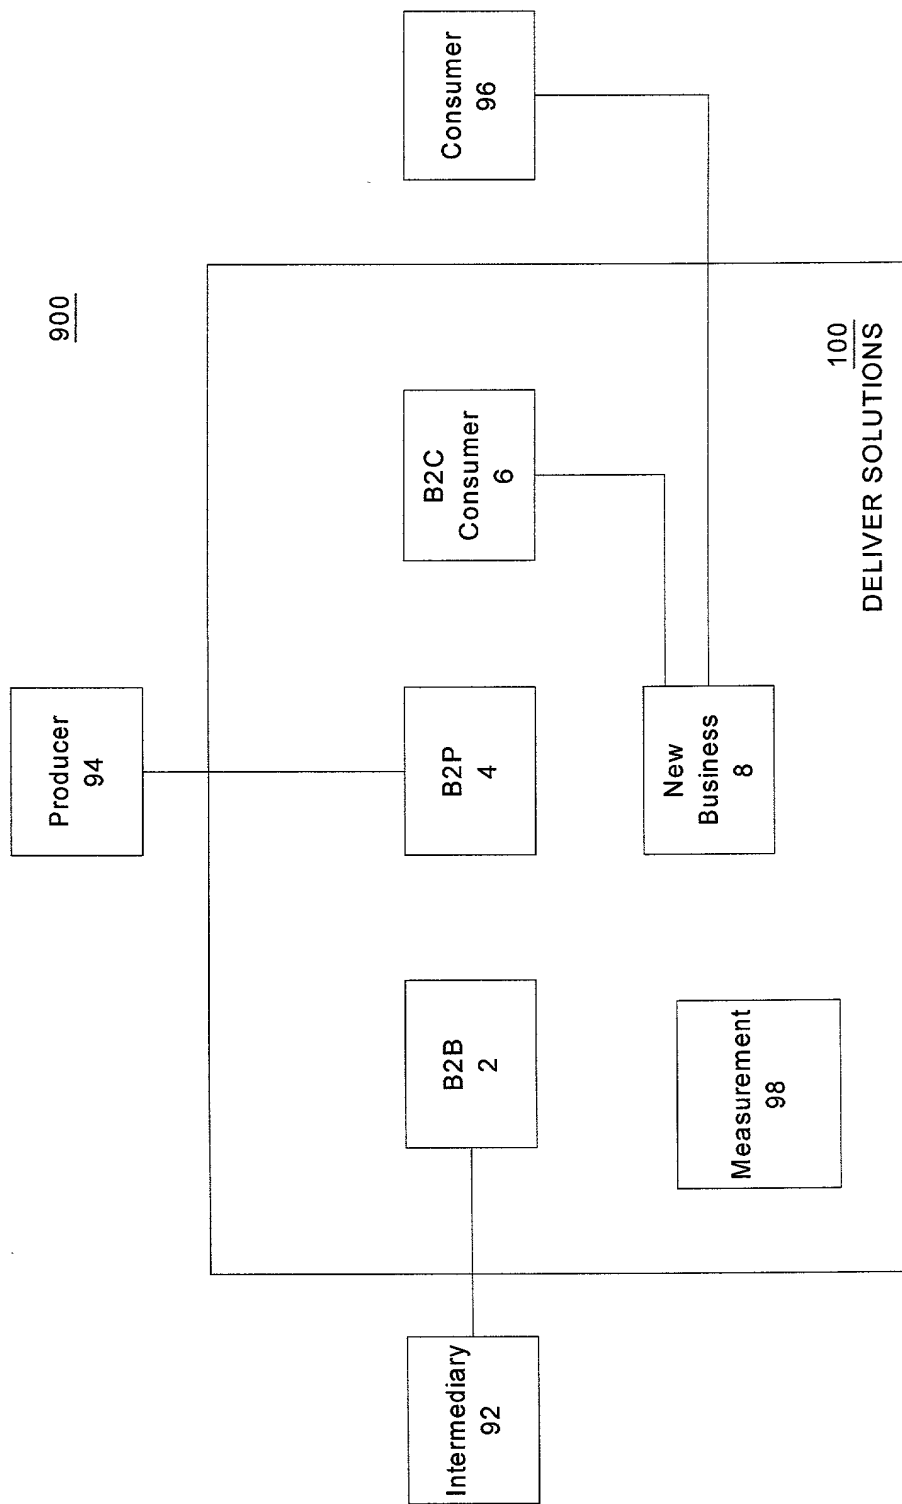 900
Producer
94
Intermediary
92
B2B
2
B2P
4
B2C
Consumer
6
Consumer
96
Measurement
98
New
Business
8
100
DELIVER SOLUTIONS